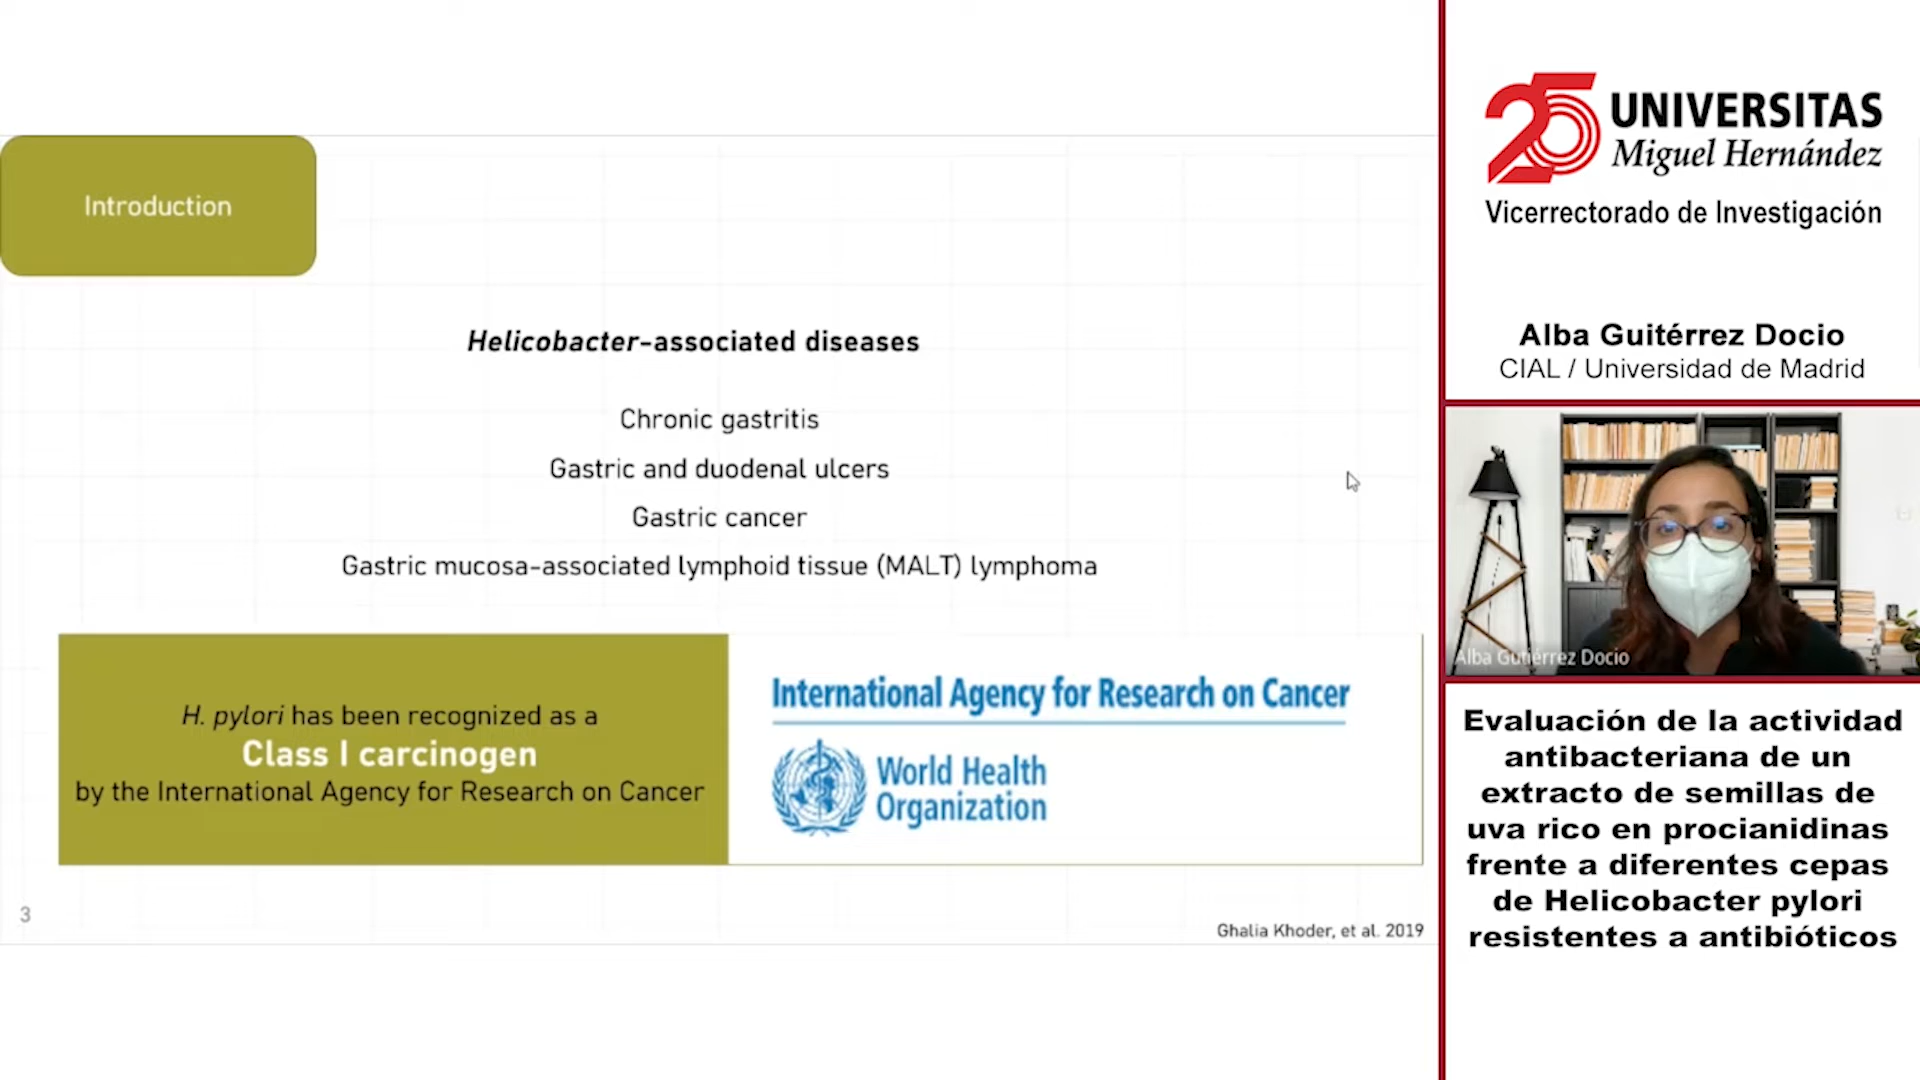 Introduction
Helicobacter-associated diseases
Chronic gastritis
Gastric and duodenal ulcers
Gastric cancer
Gastric mucosa-associated lymphoid tissue (MALT) lymphoma
H. pylori has been recognized as a
Class I carcinogen
by the International Agency for Research on Cancer
International Agency for Research on Cancer
World Health
Organization
3
Ghalia Khoder, et al. 2019
25 UNIVERSITAS
Miguel Hernández
Vicerrectorado de Investigación
Alba Guitérrez Docio
CIAL / Universidad de Madrid
Alba Gutiérrez Docio
Evaluación de la actividad
antibacteriana de un
extracto de semillas de
uva rico en procianidinas
frente a diferentes cepas
de Helicobacter pylori
resistentes a antibióticos